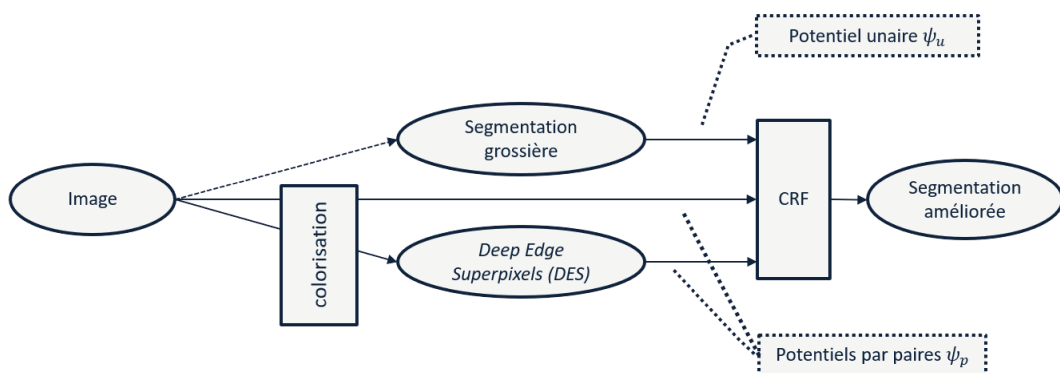 Potentiel unaire ψ_u
Segmentation
grossière
Image
colorisation
CRF
Segmentation
améliorée
Deep Edge
Superpixels (DES)
Potentiels par paires ψ_p